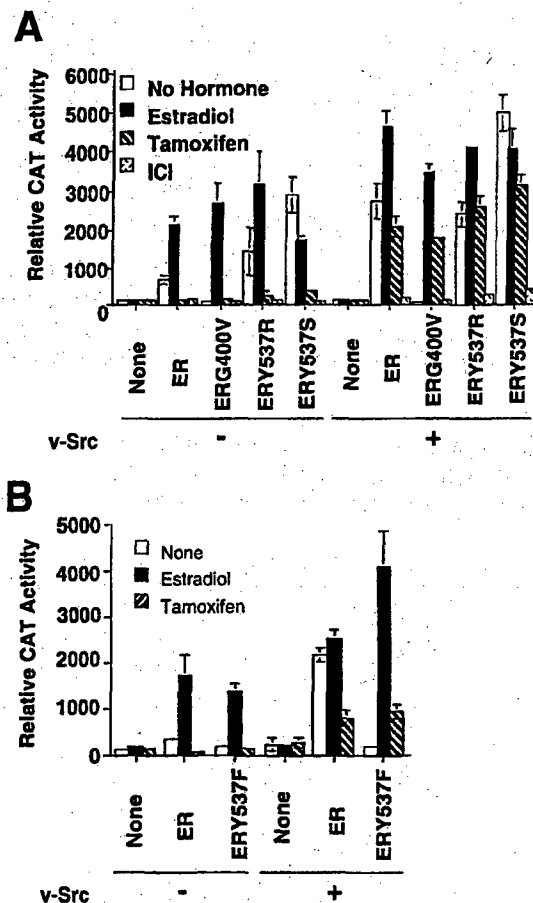 A
Relative CAT Activity
6000
5000
4000
3000
2000
1000
0
No Hormone
Estradiol
Tamoxifen
ICI
None
ER
ERG400V
ERY537R
ERY537S
None
ER
ERG400V
ERY537R
ERY537S
v-Src
-
+
B
Relative CAT Activity
5000
4000
3000
2000
1000
0
None
Estradiol
Tamoxifen
None
ER
ERY537F
None
ER
ERY537F
v-Src
-
+